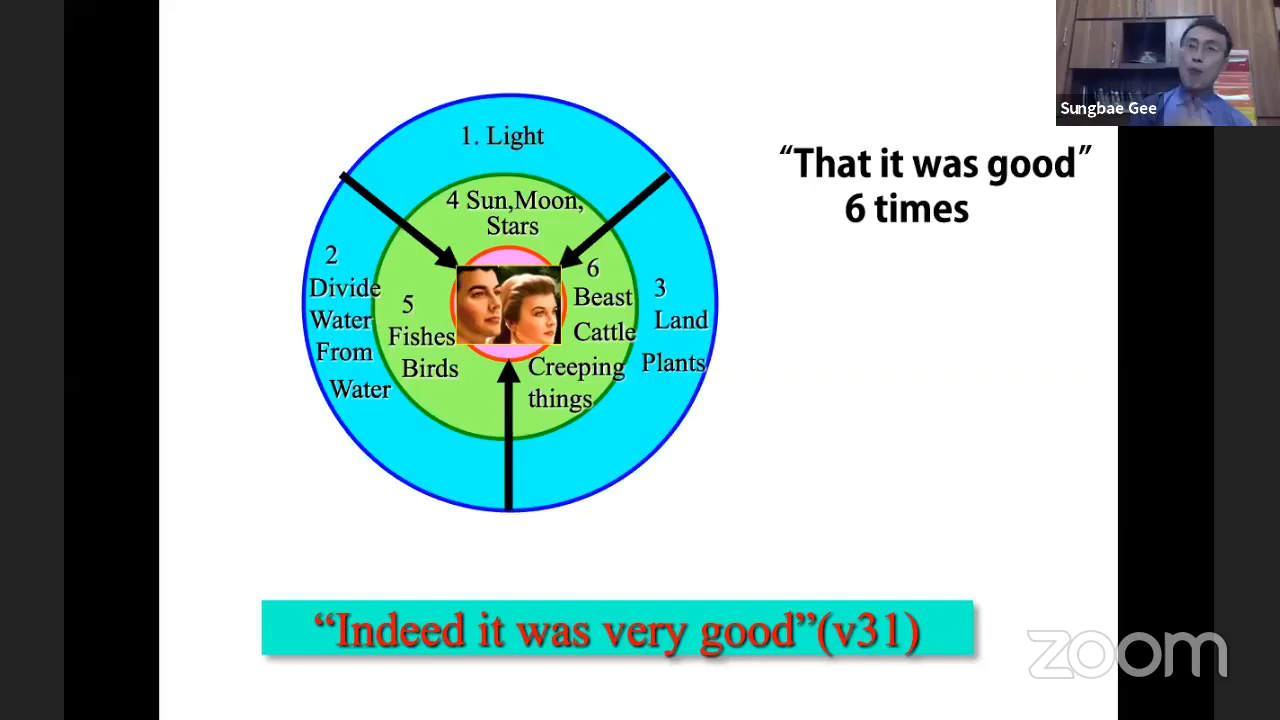 Sungbae Gee
1. Light
4 Sun,Moon,
Stars
2
Divide
Water
From
Water
5
Fishes
Birds
6
Beast
Cattle
Creeping
things
3
Land
Plants
“That it was good”
6 times
“Indeed it was very good”(v31)
zoom